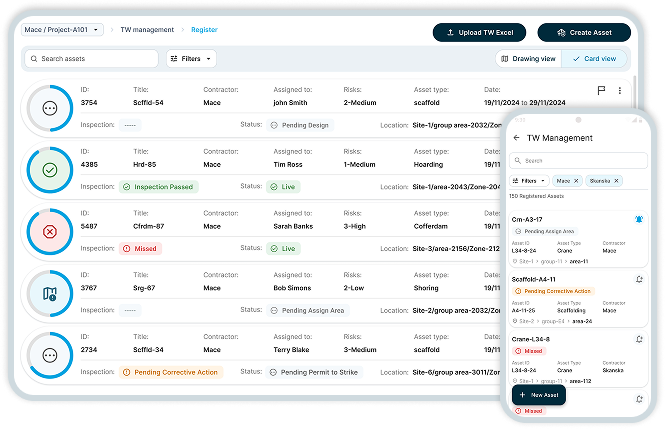 Mace / Project-A101 TW management Register
Upload TW Excel Create Asset
Search assets Filters Drawing view Card view
ID: Title: Contractor: Assigned to: Risks: Asset type: Date:
3754 Scffld-54 Mace john Smith 2-Medium scaffold 19/11/2024 to 29/11/2024
Inspection: ----- Status: Pending Design Location: Site-1/group area-2032/Zone
ID: Title: Contractor: Assigned to: Risks: Asset type: Date:
4385 Hrd-85 Mace Tim Ross 1-Medium Hoarding 19/11
Inspection: Inspection Passed Status: Live Location: Site-1/area-2043/Zone-204
ID: Title: Contractor: Assigned to: Risks: Asset type: Date:
5487 Cfrdm-87 Mace Sarah Banks 3-High Cofferdam 19/11
Inspection: Missed Status: Live Location: Site-3/area-2156/Zone-212
ID: Title: Contractor: Assigned to: Risks: Asset type: Date:
3767 Srg-67 Mace Bob Simons 2-Low Shoring 19/11
Inspection: ----- Status: Pending Assign Area Location: Site-2/group area-2032/
ID: Title: Contractor: Assigned to: Risks: Asset type: Date:
2734 Scffld-34 Mace Terry Blake 3-Medium scaffold 19/11
Inspection: Pending Corrective Action Status: Pending Permit to Strike Location: Site-6/group area-3011/
TW Management
Search
Filters Mace Skanska
150 Registered Assets
Crn-A3-17
Pending Assign Area
Asset ID Asset Type Contractor
L34-8-24 Crane Mace
Site-1 group-11 area-11
Scaffold-A4-11
Pending Corrective Action
Asset ID Asset Type Contractor
A4-11-25 Scaffolding Mace
Site-2 group-64 area-24
Crane-L34-8
Missed
Asset ID Asset Type Contractor
L34-8-24 Crane Skanska
Site-1 group-11 area-112
New Asset
Missed